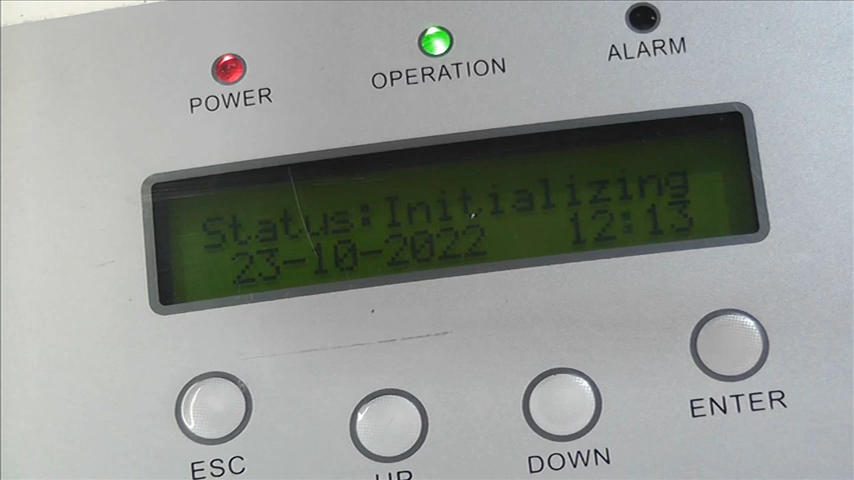 POWER
OPERATION
ALARM
Status:Initializing
23-10-2022 12:13
ESC
UP
DOWN
ENTER